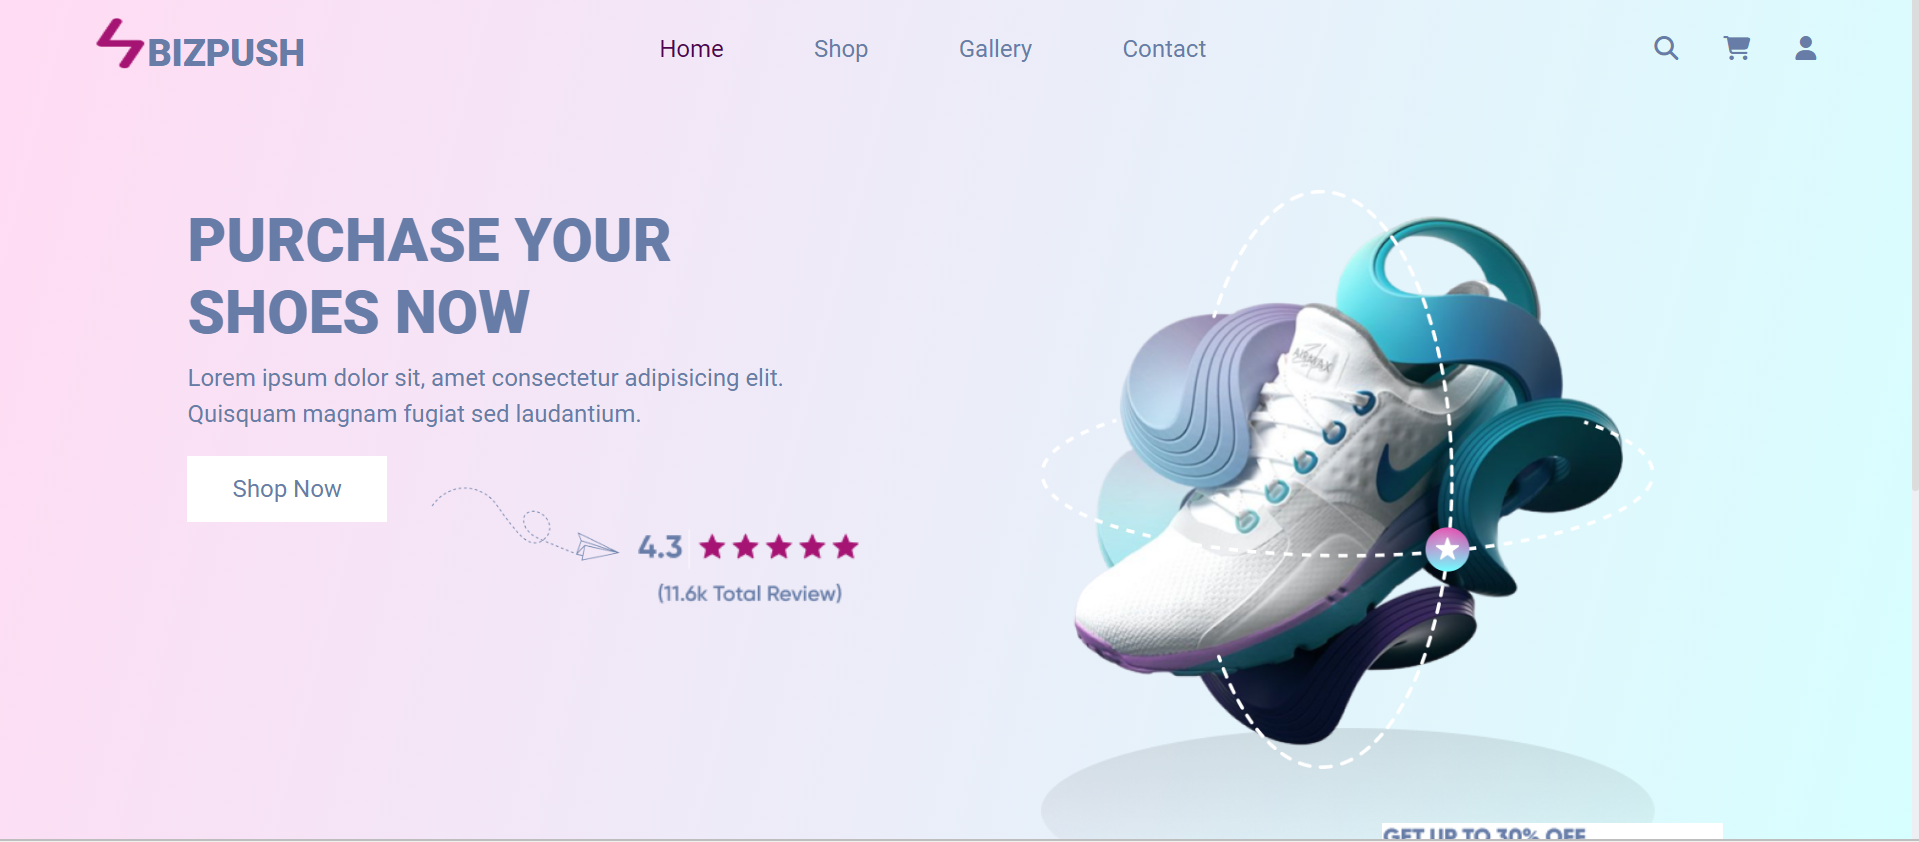 BIZPUSH
Home
Shop
Gallery
Contact
PURCHASE YOUR
SHOES NOW
Lorem ipsum dolor sit, amet consectetur adipisicing elit.
Quisquam magnam fugiat sed laudantium.
Shop Now
4.3
(11.6k Total Review)
AIRMAX
GET UP TO 30% OFF